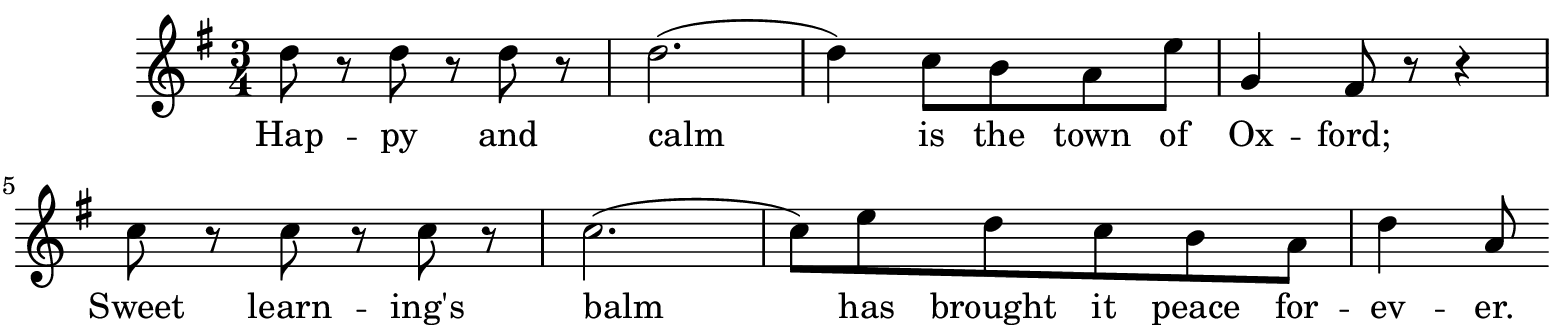 3
4
Hap - py and calm is the town of Ox - ford;
5
Sweet learn - ing's balm has brought it peace for - ev - er.